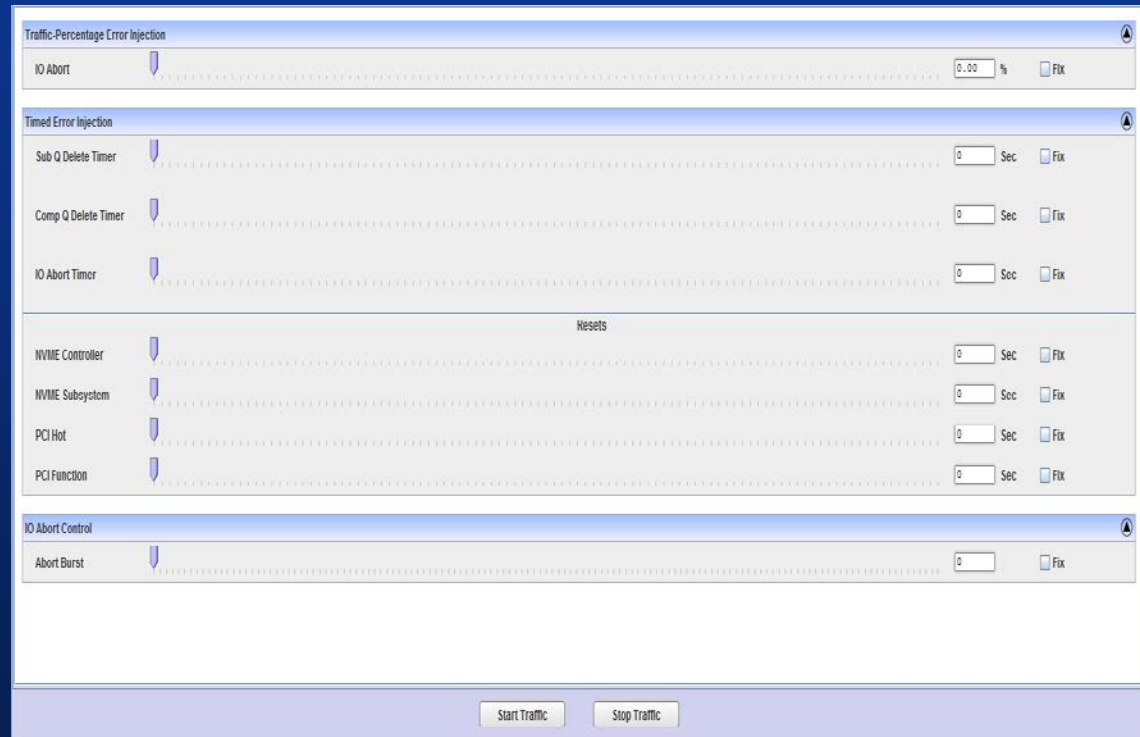 Traffic-Percentage Error Injection
IO Abort 0.00 % Fix
Timed Error Injection
Sub Q Delete Timer 0 Sec Fix
Comp Q Delete Timer 0 Sec Fix
IO Abort Timer 0 Sec Fix
Resets
NVME Controller 0 Sec Fix
NVME Subsystem 0 Sec Fix
PCI Hot 0 Sec Fix
PCI Function 0 Sec Fix
IO Abort Control
Abort Burst 0 Fix
Start Traffic Stop Traffic